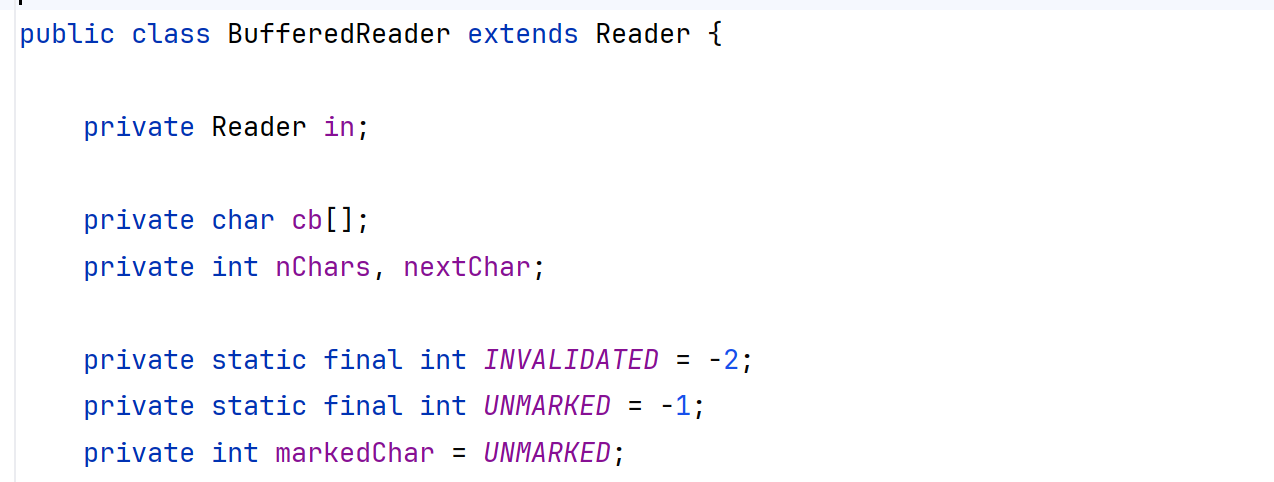 public class BufferedReader extends Reader {
private Reader in;
private char cb[];
private int nChars, nextChar;
private static final int INVALIDATED = -2;
private static final int UNMARKED = -1;
private int markedChar = UNMARKED;